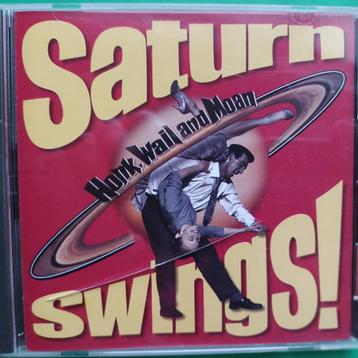 Saturn
Honk, Wail and Moan
swings!